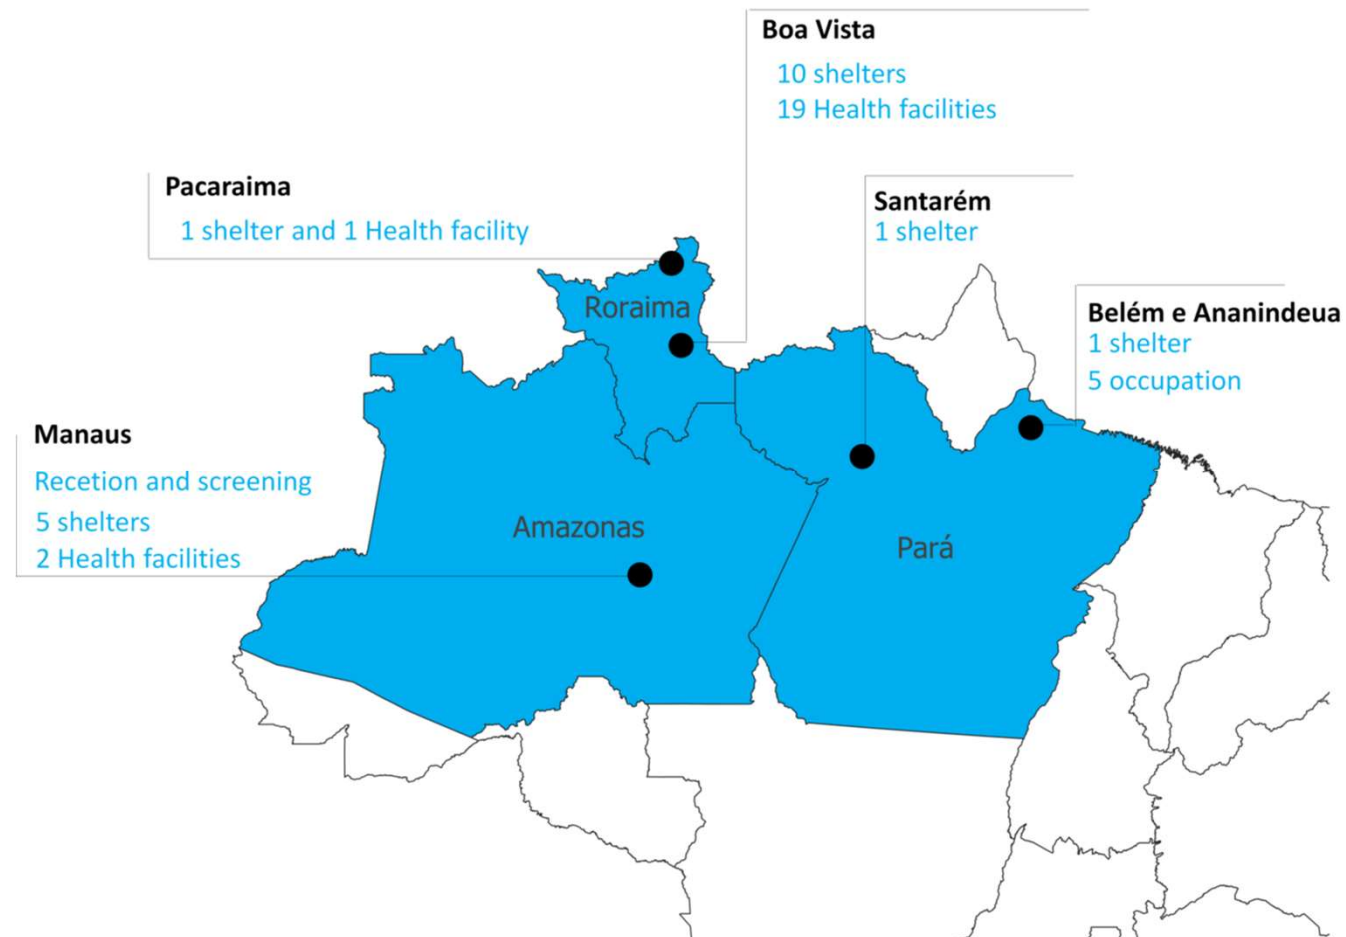 Boa Vista
10 shelters
19 Health facilities
Pacaraima
1 shelter and 1 Health facility
Santarém
1 shelter
Roraima
Belém e Ananindeua
1 shelter
5 occupation
Manaus
Recetion and screening
5 shelters
2 Health facilities
Amazonas
Pará